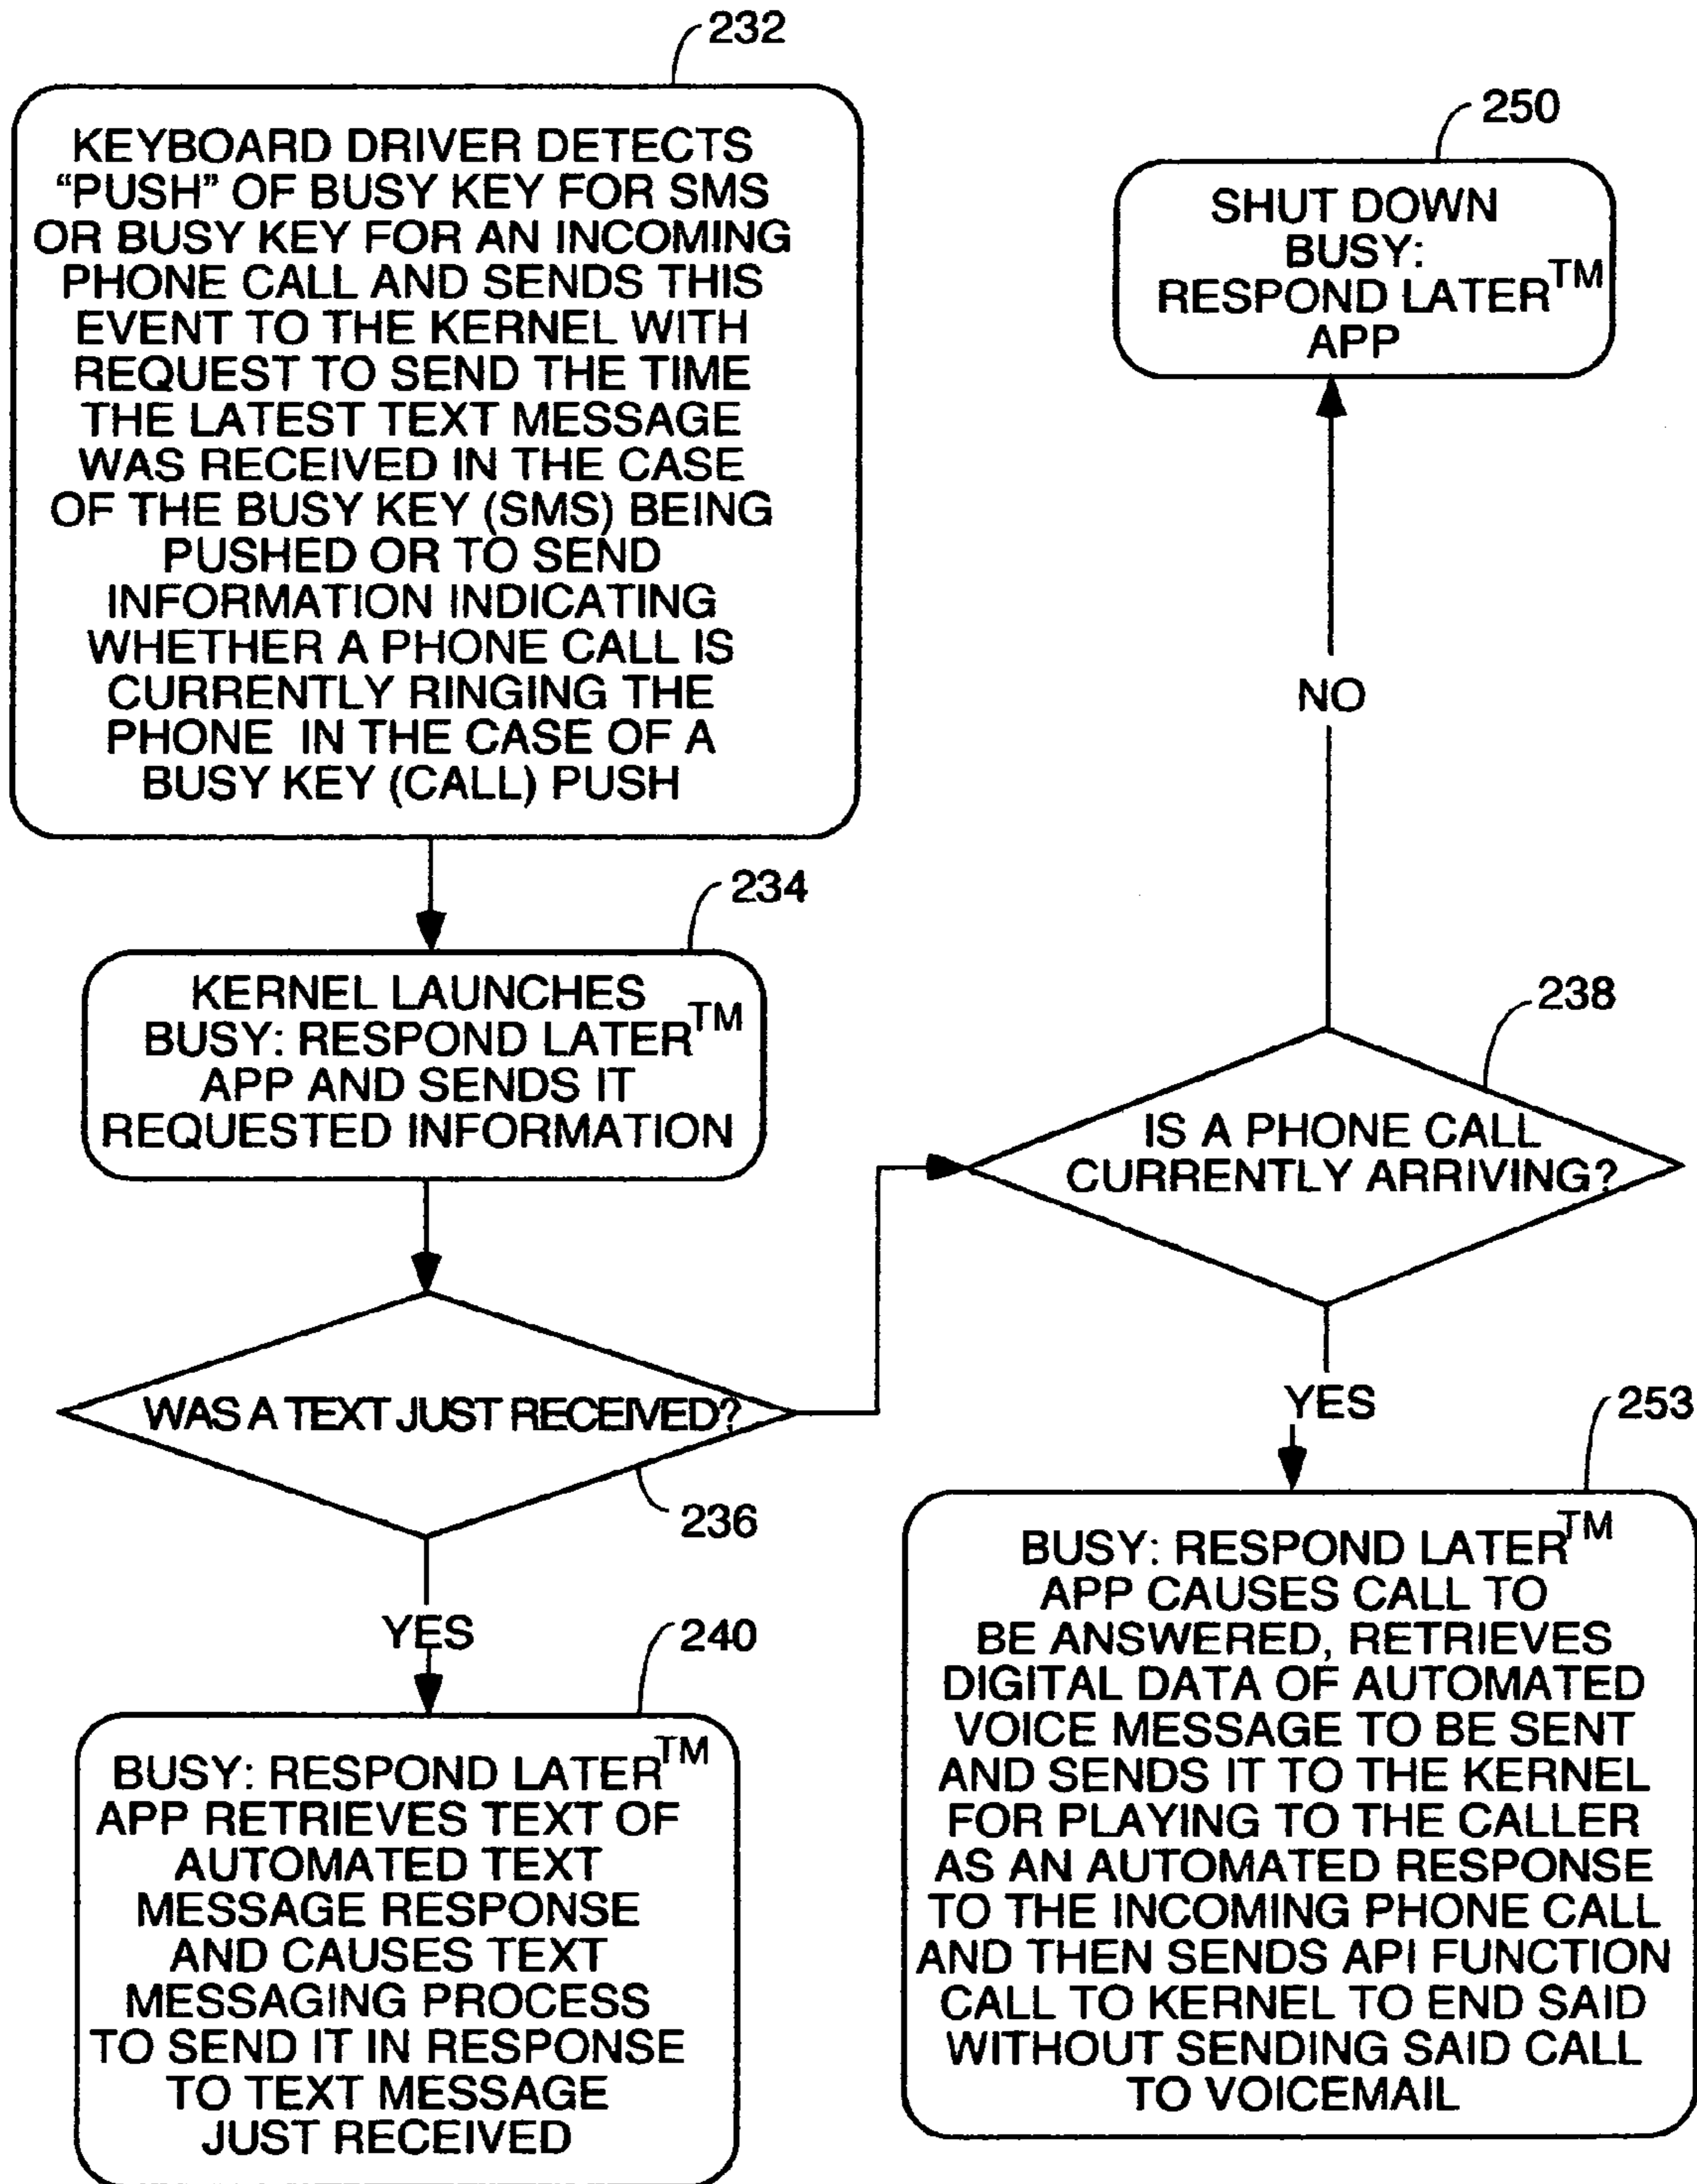 232
KEYBOARD DRIVER DETECTS
“PUSH” OF BUSY KEY FOR SMS
OR BUSY KEY FOR AN INCOMING
PHONE CALL AND SENDS THIS
EVENT TO THE KERNEL WITH
REQUEST TO SEND THE TIME
THE LATEST TEXT MESSAGE
WAS RECEIVED IN THE CASE
OF THE BUSY KEY (SMS) BEING
PUSHED OR TO SEND
INFORMATION INDICATING
WHETHER A PHONE CALL IS
CURRENTLY RINGING THE
PHONE IN THE CASE OF A
BUSY KEY (CALL) PUSH
234
KERNEL LAUNCHES
BUSY: RESPOND LATER™
APP AND SENDS IT
REQUESTED INFORMATION
WAS A TEXT JUST RECEIVED?
236
YES
240
BUSY: RESPOND LATER™
APP RETRIEVES TEXT OF
AUTOMATED TEXT
MESSAGE RESPONSE
AND CAUSES TEXT
MESSAGING PROCESS
TO SEND IT IN RESPONSE
TO TEXT MESSAGE
JUST RECEIVED
250
SHUT DOWN
BUSY:
RESPOND LATER™
APP
NO
238
IS A PHONE CALL
CURRENTLY ARRIVING?
YES
253
BUSY: RESPOND LATER™
APP CAUSES CALL TO
BE ANSWERED, RETRIEVES
DIGITAL DATA OF AUTOMATED
VOICE MESSAGE TO BE SENT
AND SENDS IT TO THE KERNEL
FOR PLAYING TO THE CALLER
AS AN AUTOMATED RESPONSE
TO THE INCOMING PHONE CALL
AND THEN SENDS API FUNCTION
CALL TO KERNEL TO END SAID
WITHOUT SENDING SAID CALL
TO VOICEMAIL